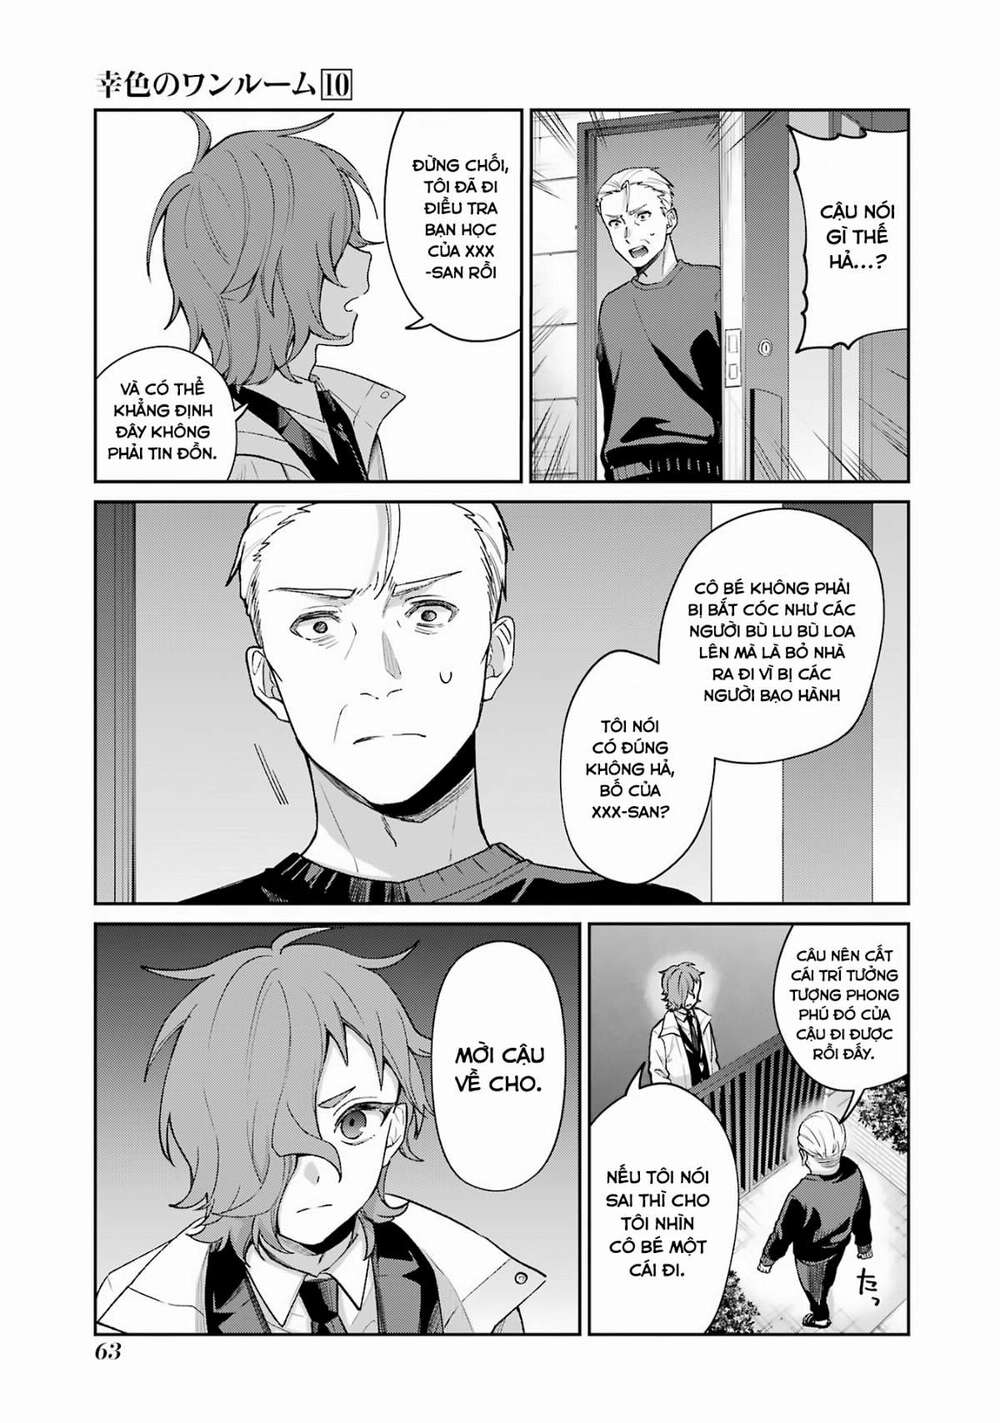 幸色のワンルーム 10
CẬU NÓI
GÌ THẾ
HẢ...?
ĐỪNG CHỐI,
TÔI ĐÃ ĐI
ĐIỀU TRA
BẠN HỌC
CỦA XXX
-SAN RỒI
VÀ CÓ THỂ
KHẲNG ĐỊNH
ĐÂY KHÔNG
PHẢI TIN ĐỒN.
CÔ BÉ KHÔNG PHẢI
BỊ BẮT CÓC NHƯ CÁC
NGƯỜI BÙ LU BÙ LOA
LÊN MÀ LÀ BỎ NHÀ
RA ĐI VÌ BỊ CÁC
NGƯỜI BẠO HÀNH
TÔI NÓI
CÓ ĐÚNG
KHÔNG HẢ,
BỐ CỦA
XXX-SAN?
CÂU NÊN CẤT
CÁI TRÍ TƯỞNG
TƯỢNG PHONG
PHÚ ĐÓ CỦA
CẬU ĐI ĐƯỢC
RỒI ĐẤY.
NẾU TÔI NÓI
SAI THÌ CHO
TÔI NHÌN
CÔ BÉ MỘT
CÁI ĐI.
たっ
MỜI CẬU
VỀ CHO.
63